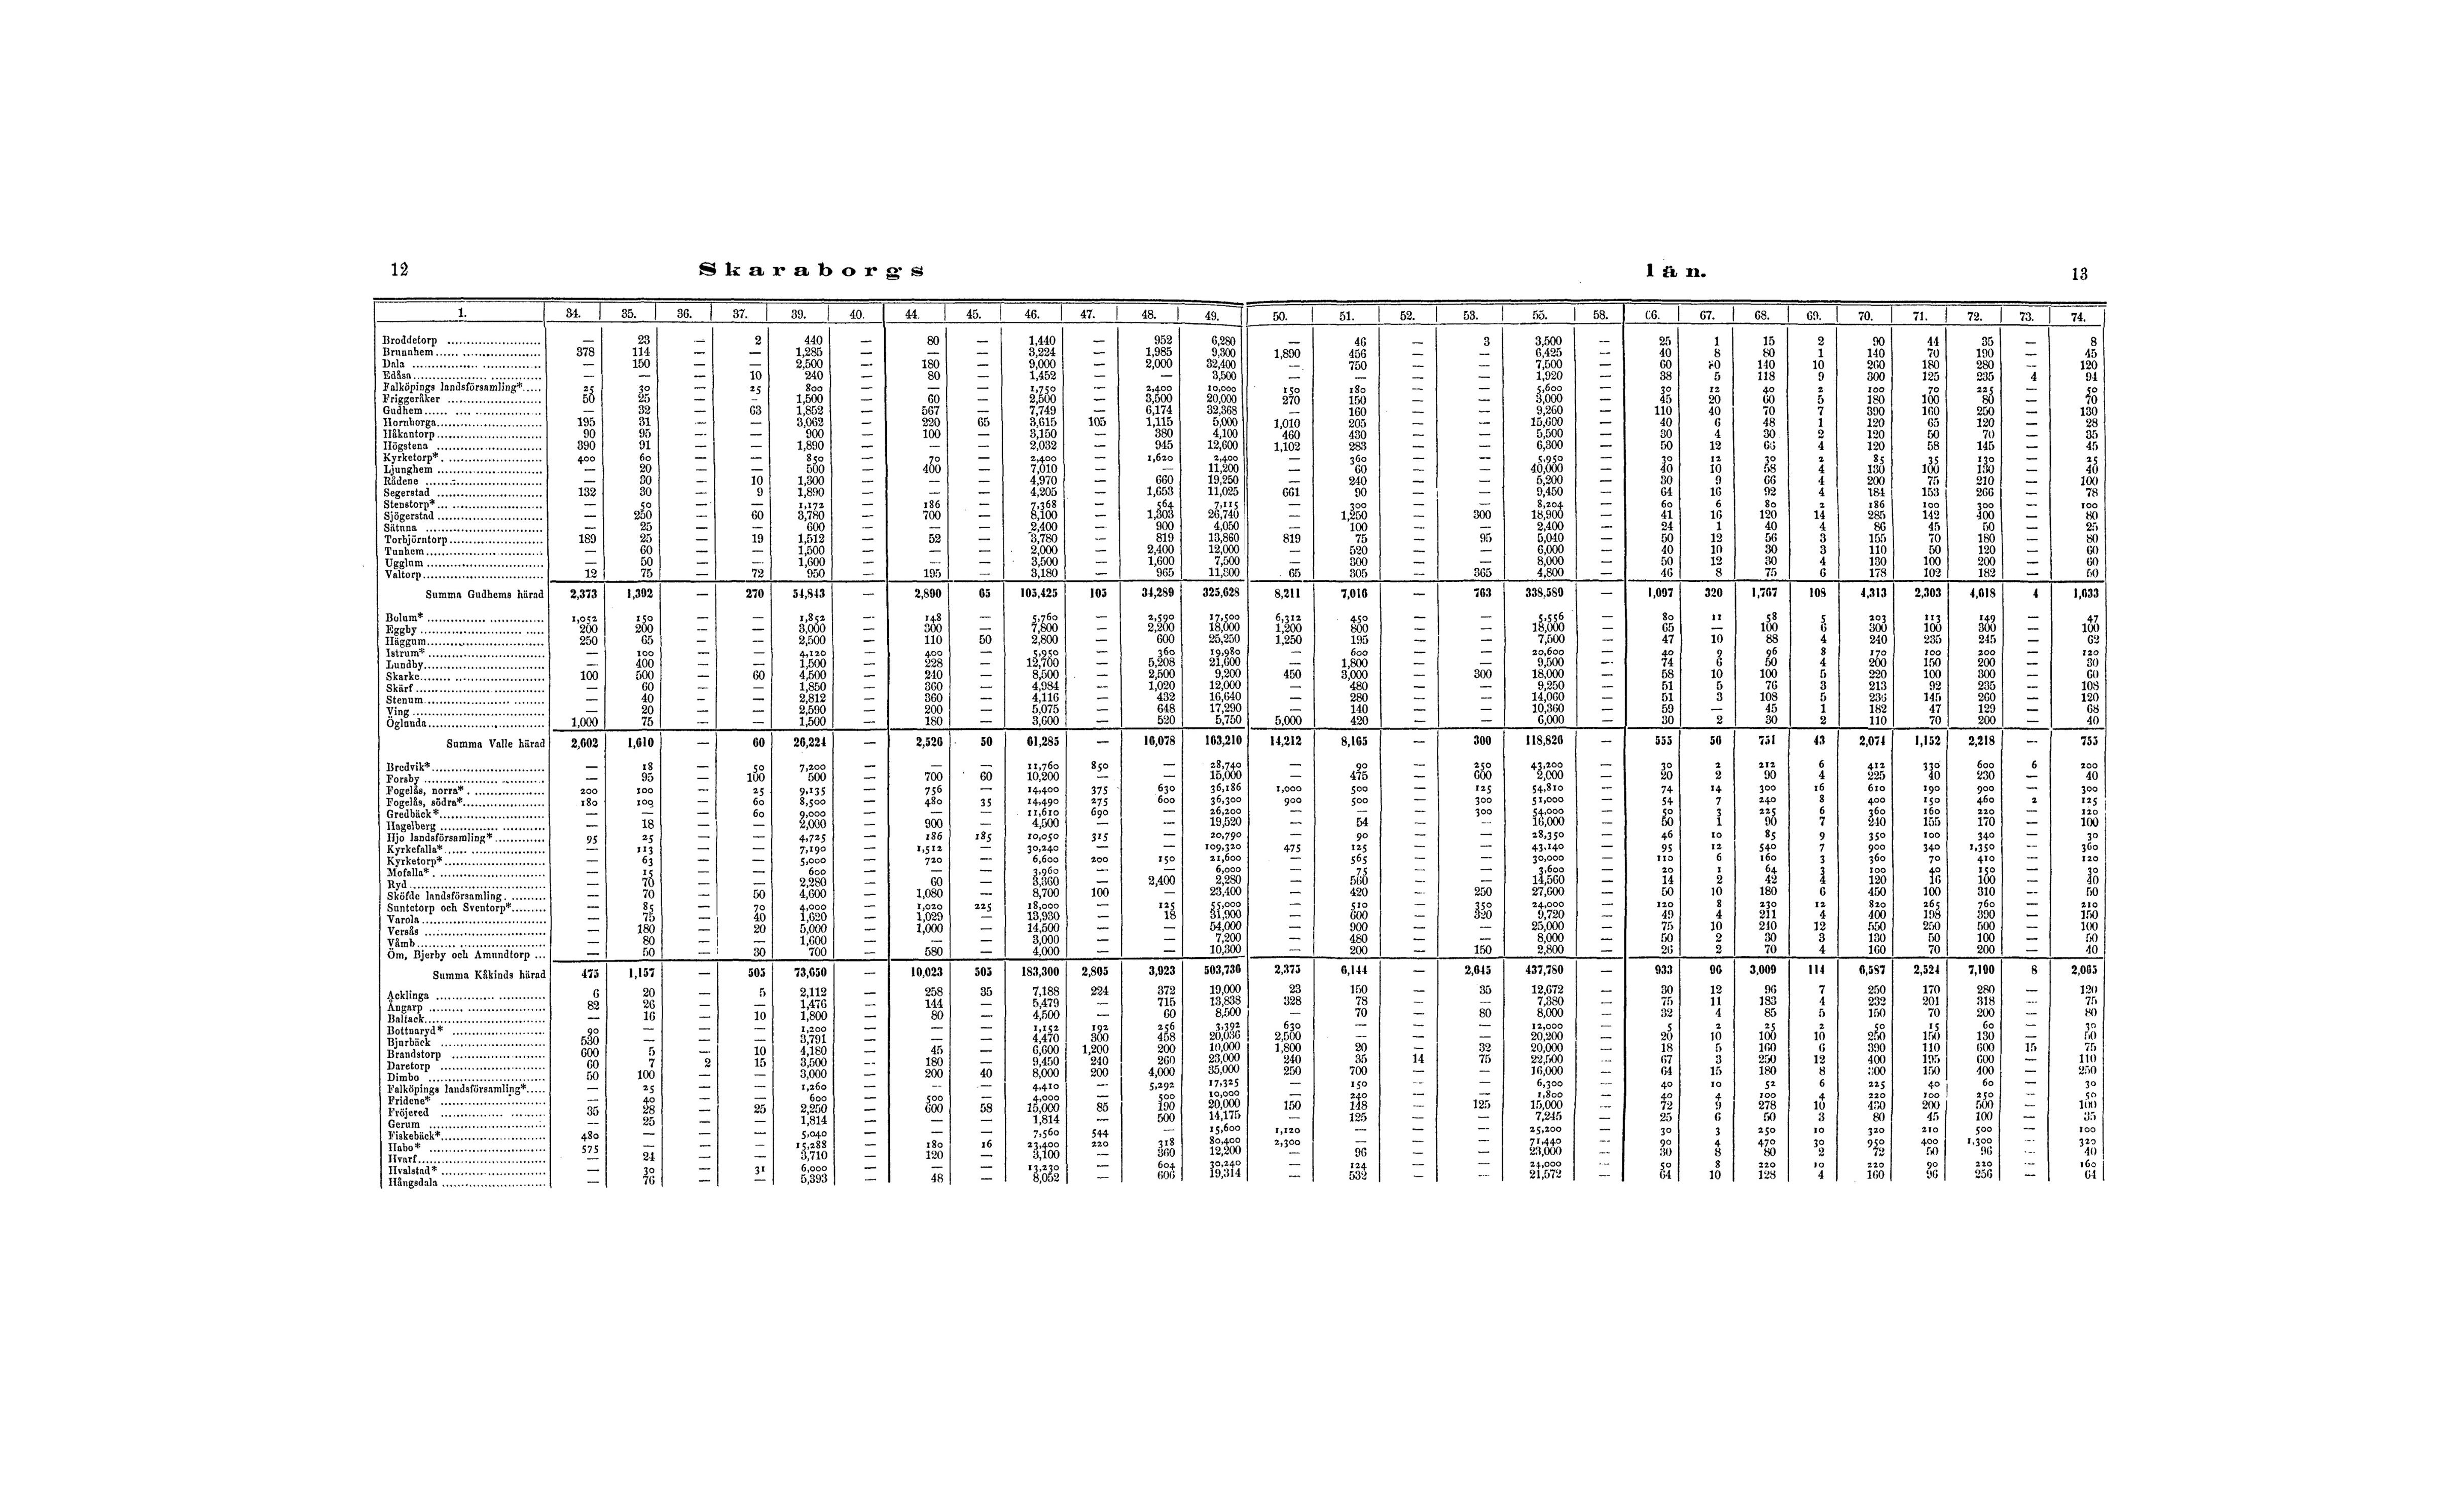 12 Skaraborgs län. 13
1. 34. 35. 36. 37. 39. 40. 44. 45. 46. 47. 48. 49. 50. 51. 52. 53. 55. 58. 66. 67. 68. 69. 70. 71. 72. 73. 74.
Broddetorp — 23 — 2 440 — 80 — 1,440 — 952 6,280 — 46 — 3 3,500 — 25 1 15 2 90 44 35 — 8
Brunnhem 378 114 — — 1,285 — — — 3,224 — 1,985 9,300 1,890 456 — — 6,425 — 40 8 80 1 140 70 190 — 45
Dala — 150 — — 2,500 — 180 — 9,000 — — 32,400 — 750 — — 7,500 — 60 140 10 260 180 280 — 120
Edåsa — — — 10 240 — 80 — 1,452 — — 3,500 — — — — 1,920 — 38 5 118 9 300 125 235 4 94
Falköpings landsförsamling* 25 30 — 25 800 — — — 1,750 — 2,400 10,000 150 180 — — 5,600 — 30 12 40 2 100 70 225 — 50
Friggeråker 50 25 — — 1,500 — 60 — 2,500 — 3,500 20,000 270 150 — — 3,000 — 45 20 60 5 180 100 80 — 70
Gudhem — 32 — 63 1,852 — 567 — 7,749 — 6,174 32,368 — 160 — — 9,260 — 110 40 70 7 390 160 250 — 130
Hornborga 195 31 — — 3,062 — 220 65 3,615 105 1,115 5,000 1,010 205 — — 15,600 — 40 6 48 1 120 65 120 — 28
Håkantorp 90 95 — — 900 — 100 — 3,150 — 380 4,100 460 430 — — 5,500 — 30 4 30 2 120 50 70 — 35
Högstena 390 91 — — 1,890 — — — 2,032 — 945 12,600 1,102 283 — — 6,300 — 50 12 4 120 58 145 — 45
Kyrketorp* 400 60 — — 850 — 70 — 2,400 — 1,620 2,400 360 — — 5,950 — 30 12 30 2 85 35 130 — 25
Ljunghem — 20 — — 500 — 400 — 7,010 — — 11,200 — 60 — — 40,000 — 40 10 58 4 130 100 130 — 40
Rådene — 30 — 10 1,300 — — — 4,970 — 660 19,250 — 240 — — 5,200 — 30 9 66 4 200 75 210 — 100
Segerstad 132 30 — 9 1,890 — — — 4,205 — 1,653 11,025 661 90 — — 9,450 — 64 16 92 4 184 153 266 — 78
Stenstorp* — 50 — — 1,172 — 186 — 7,368 — 564 7,115 — 300 — — 8,204 — 60 6 80 2 186 100 300 — 100
Sjögerstad — 250 — 60 3,780 — 700 — 8,100 — 1,303 26,740 — 1,250 — 300 18,900 — 41 16 120 14 285 142 400 — 80
Sätuna — 25 — — 600 — — — 2,400 — 900 4,050 — 100 — — 2,400 — 24 1 40 4 86 45 50 — 25
Torbjörntorp 189 25 — 19 1,512 — 52 — 3,780 — 819 13,860 819 75 — 95 5,040 — 50 12 56 3 155 70 180 — 80
Tunhem — 60 — — 1,500 — — — 2,000 — 2,400 12,000 — 520 — — 6,000 — 40 10 30 3 110 50 120 — 60
Ugglum — 50 — — 1,600 — — — 3,500 — 1,600 7,500 — 300 — — 8,000 — 50 12 30 4 130 100 200 — 60
Valtorp 12 75 — 72 950 — 195 — 3,180 — 965 11,800 65 305 — 365 4,800 — 46 8 75 6 178 102 182 — 50
Summa Gudhems härad 2,373 1,392 — 270 54,843 — 2,890 65 105,425 105 34,289 325,628 8,211 7,016 — 763 338,589 — 1,097 320 1,767 108 4,313 2,303 4,618 4 1,633
Bolum* 1,052 150 — — 1,852 — 148 — 5,760 — 2,590 17,500 6,312 450 — — 5,556 — 80 11 58 5 203 113 149 — 47
Eggby 200 200 — — 3,000 — 300 — 7,800 — 2,200 18,000 1,200 800 — — 18,000 — 65 — 100 6 300 100 300 — 100
Häggum 250 65 — — 2,500 — 110 50 2,800 — 600 25,250 1,250 195 — — 7,500 — 47 10 88 4 240 235 245 — 62
Istrum* — 100 — — 4,120 — 400 — 5,950 — 360 19,980 — 600 — — 20,600 — 40 9 96 8 170 100 200 — 120
Lundby — 400 — — 1,500 — 228 — 12,700 — 5,208 21,600 — 1,800 — — 9,500 — 74 6 50 4 200 150 200 — 30
Skarke 100 500 — 60 4,500 — 240 — 8,500 — 2,500 9,200 450 3,000 — 300 18,000 — 58 10 100 5 220 100 300 — 60
Skärf — 60 — — 1,850 — 360 — 4,984 — 1,020 12,000 — 480 — — 9,250 — 51 5 76 3 213 92 235 — 108
Stenum — 40 — — 2,812 — 360 — 4,116 — 432 16,640 — 280 — — 14,060 — 51 3 108 5 236 145 260 — 120
Ving — 20 — — 2,590 — 200 — 5,075 — 648 17,290 — 140 — — 10,360 — 59 — 45 1 182 47 129 — 68
Öglunda 1,000 75 — — 1,500 — 180 — 3,600 — 520 5,750 5,000 420 — — 6,000 — 30 2 30 2 110 70 200 — 40
Summa Valle härad 2,602 1,610 — 60 26,224 — 2,526 50 61,285 — 16,078 163,210 14,212 8,165 — 300 118,826 — 555 56 751 43 2,074 1,152 2,218 — 755
Bredvik* — 18 — 50 7,200 — — — 11,760 850 — 28,740 — 90 — 250 43,200 — 30 2 212 6 412 330 600 6 200
Forsby — 95 — 100 500 — 700 60 10,200 — — 15,000 — 475 — 600 2,000 — 20 2 90 4 225 40 230 — 40
Fogelås, norra* 200 100 — 25 9,135 — 756 — 14,400 375 630 36,186 1,000 500 — 125 54,810 — 74 14 300 16 610 190 900 — 300
Fogelås, södra* 180 100 — 60 8,500 — 480 35 14,490 275 600 36,300 900 500 — 300 51,000 — 54 7 240 8 400 150 460 2 125
Gredbäck* — — — 60 9,000 — — — 11,610 690 — 26,200 — — — 300 54,000 — 50 3 225 6 360 160 220 — 120
Hagelberg — 18 — — 2,000 — 900 — 4,500 — — 19,520 — 54 — — 16,000 — 50 1 90 7 240 155 170 — 100
Hjo landsförsamling* 95 25 — — 4,725 — 186 185 10,050 315 — 20,790 — 90 — — 28,350 — 46 10 85 9 350 100 340 — 30
Kyrkefalla* — 113 — — 7,190 — 1,512 — 30,240 — — 109,320 475 125 — — 43,140 — 95 12 540 7 900 340 1,350 — 360
Kyrketorp* — 63 — — 5,000 — 720 — 6,600 200 150 21,600 — 565 — — 30,000 — 110 6 160 3 360 70 410 — 120
Mofalla* — 15 — — 600 — — — 3,960 — — 6,000 — 75 — — 3,600 — 20 1 64 3 100 40 150 — 30
Ryd — 70 — — 2,280 — 60 — 3,360 — 2,400 2,280 — 560 — — 14,560 — 14 2 42 4 120 16 100 — 40
Sköfde landsförsamling — 70 — 50 4,600 — 1,080 — 8,700 100 — 23,400 — 420 — 250 27,600 — 50 10 180 6 450 100 310 — 50
Suntetorp och Sventorp* — 85 — 70 4,000 — 1,020 225 18,000 — 125 55,000 — 510 — 350 24,000 — 120 8 230 12 820 265 760 — 210
Varola — 75 — 40 1,620 — 1,029 — 13,930 — 18 31,900 — 600 — 320 9,720 — 49 4 211 4 400 198 390 — 150
Versås — 180 — 20 5,000 — 1,000 — 14,500 — — 54,000 — 900 — — 25,000 — 75 10 210 12 550 250 500 — 100
Våmb — 80 — — 1,600 — — — 3,000 — — 7,200 — 480 — — 8,000 — 50 2 30 3 130 50 100 — 50
Öm, Bjerby och Amundtorp — 50 — 30 700 — 580 — 4,000 — — 10,300 — 200 — 150 2,800 — 26 2 70 4 160 70 200 — 40
Summa Kåkinds härad 475 1,157 — 505 73,650 — 10,023 505 183,300 2,805 3,923 503,736 2,375 6,144 — 2,645 437,780 — 933 96 3,009 114 6,587 2,524 7,190 8 2,065
Acklinga 6 20 — 5 2,112 — 258 35 7,188 224 372 19,000 23 150 — 35 12,672 — 30 12 96 7 250 170 280 — 120
Ångarp 82 26 — — 1,476 — 144 — 5,479 — 715 13,838 328 78 — — 7,380 — 75 11 183 4 232 201 318 — 75
Baltack — 16 — 10 1,800 — 80 — 4,500 — 60 8,500 — 70 — 80 8,000 — 32 4 85 5 150 70 200 — 80
Bottnaryd* 90 — — — 1,200 — — — 1,152 192 256 3,392 630 — — — 12,000 — 5 2 25 2 50 15 60 — 30
Bjurbäck 530 — — — 3,791 — — — 4,470 300 458 20,036 2,500 — — — 20,200 — 20 10 100 10 250 150 130 — 50
Brandstorp 600 5 — 10 4,180 — 45 — 6,600 1,200 200 10,000 1,800 20 — 32 20,000 — 18 5 160 6 390 110 600 15 75
Daretorp 60 7 2 15 3,500 — 180 — 9,450 240 260 23,000 240 35 14 75 22,500 — 67 3 250 12 400 195 600 — 110
Dimbo 50 100 — — 3,000 — 200 40 8,000 200 4,000 35,000 250 700 — — 16,000 — 64 15 180 8 150 400 — 250
Falköpings landsförsamling* — 25 — — 1,260 — — — 4,410 — 5,292 17,325 — 150 — — 6,300 — 40 10 52 6 225 40 60 — 30
Fridene* — 40 — — 600 — 500 — 4,000 — 500 10,000 — 240 — — 1,800 — 40 4 100 4 220 100 250 — 50
Fröjered 35 28 — 25 2,250 — 600 58 15,000 85 190 20,000 150 148 — 125 15,000 — 72 9 278 10 430 200 500 — 100
Gerum — 25 — — 1,814 — — — 1,814 — 500 14,175 — 125 — — 7,245 — 25 6 50 3 80 45 100 — 35
Fiskebäck* 480 — — — 5,040 — — — 7,560 544 — 15,600 1,120 — — — 25,200 — 30 3 250 10 320 210 500 — 100
Habo* 575 — — — 15,288 — 180 16 23,400 220 318 80,400 2,300 — — — 71,440 — 90 4 470 30 950 400 1,300 — 320
Hvarf — 24 — — 3,710 — 120 — 3,100 — 360 12,200 — 96 — — 23,000 — 30 8 80 2 72 50 96 — 40
Hvalstad* — 30 — 31 6,000 — — — 13,230 — 604 30,240 — 124 — — 24,000 — 50 8 220 10 220 90 220 — 160
Hångsdala — 76 — — 5,393 — 48 — 8,052 — 606 19,314 — 532 — — 21,572 — 64 10 128 4 160 96 256 — 64